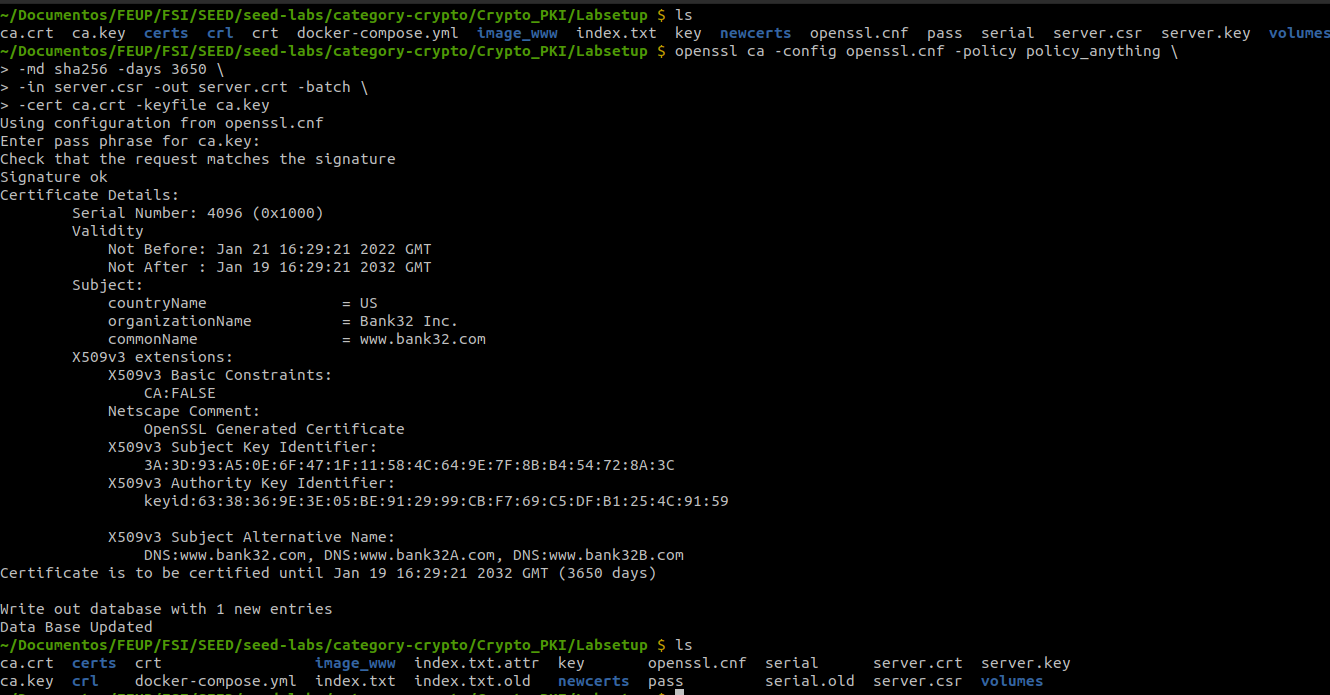 ~/Documentos/FEUP/FSI/SEED/seed-labs/category-crypto/Crypto_PKI/Labsetup $ ls
ca.crt  ca.key  certs  crl  crt  docker-compose.yml  image_www  index.txt  key  newcerts  openssl.cnf  pass  serial  server.csr  server.key  volumes
~/Documentos/FEUP/FSI/SEED/seed-labs/category-crypto/Crypto_PKI/Labsetup $ openssl ca -config openssl.cnf -policy policy_anything \
> -md sha256 -days 3650 \
> -in server.csr -out server.crt -batch \
> -cert ca.crt -keyfile ca.key
Using configuration from openssl.cnf
Enter pass phrase for ca.key:
Check that the request matches the signature
Signature ok
Certificate Details:
        Serial Number: 4096 (0x1000)
        Validity
            Not Before: Jan 21 16:29:21 2022 GMT
            Not After : Jan 19 16:29:21 2032 GMT
        Subject:
            countryName               = US
            organizationName          = Bank32 Inc.
            commonName                = www.bank32.com
        X509v3 extensions:
            X509v3 Basic Constraints:
                CA:FALSE
            Netscape Comment:
                OpenSSL Generated Certificate
            X509v3 Subject Key Identifier:
                3A:3D:93:A5:0E:6F:47:1F:11:58:4C:64:9E:7F:8B:B4:54:72:8A:3C
            X509v3 Authority Key Identifier:
                keyid:63:38:36:9E:3E:05:BE:91:29:99:CB:F7:69:C5:DF:B1:25:4C:91:59
            X509v3 Subject Alternative Name:
                DNS:www.bank32.com, DNS:www.bank32A.com, DNS:www.bank32B.com
Certificate is to be certified until Jan 19 16:29:21 2032 GMT (3650 days)
Write out database with 1 new entries
Data Base Updated
~/Documentos/FEUP/FSI/SEED/seed-labs/category-crypto/Crypto_PKI/Labsetup $ ls
ca.crt  certs  crt                 image_www  index.txt.attr  key       openssl.cnf  serial      server.crt  server.key
ca.key  crl    docker-compose.yml  index.txt  index.txt.old   newcerts  pass         serial.old  server.csr  volumes
~/Documentos/FEUP/FSI/SEED/seed-labs/category-crypto/Crypto_PKI/Labsetup $